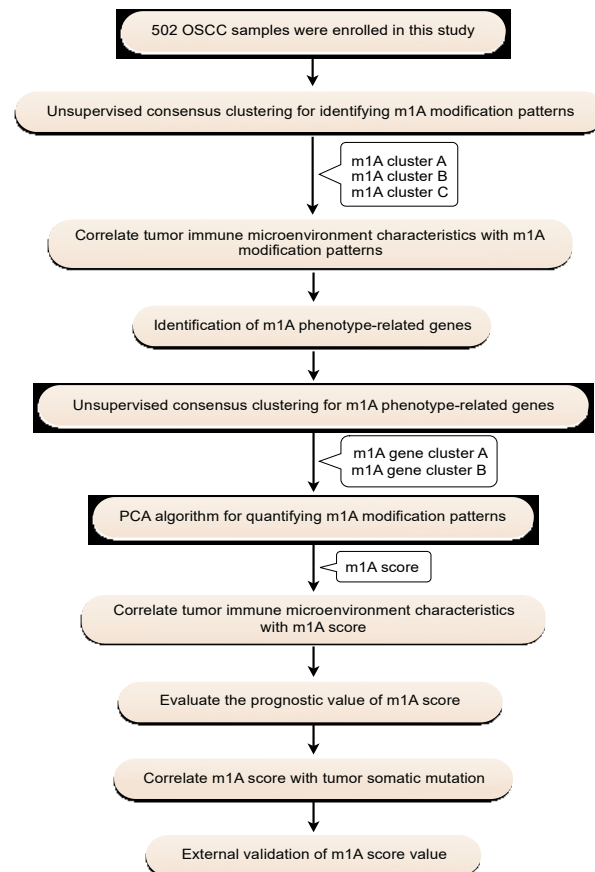 502 OSCC samples were enrolled in this study
Unsupervised consensus clustering for identifying m1A modification patterns
m1A cluster A
m1A cluster B
m1A cluster C
Correlate tumor immune microenvironment characteristics with m1A
modification patterns
Identification of m1A phenotype-related genes
Unsupervised consensus clustering for m1A phenotype-related genes
m1A gene cluster A
m1A gene cluster B
PCA algorithm for quantifying m1A modification patterns
m1A score
Correlate tumor immune microenvironment characteristics
with m1A score
Evaluate the prognostic value of m1A score
Correlate m1A score with tumor somatic mutation
External validation of m1A score value